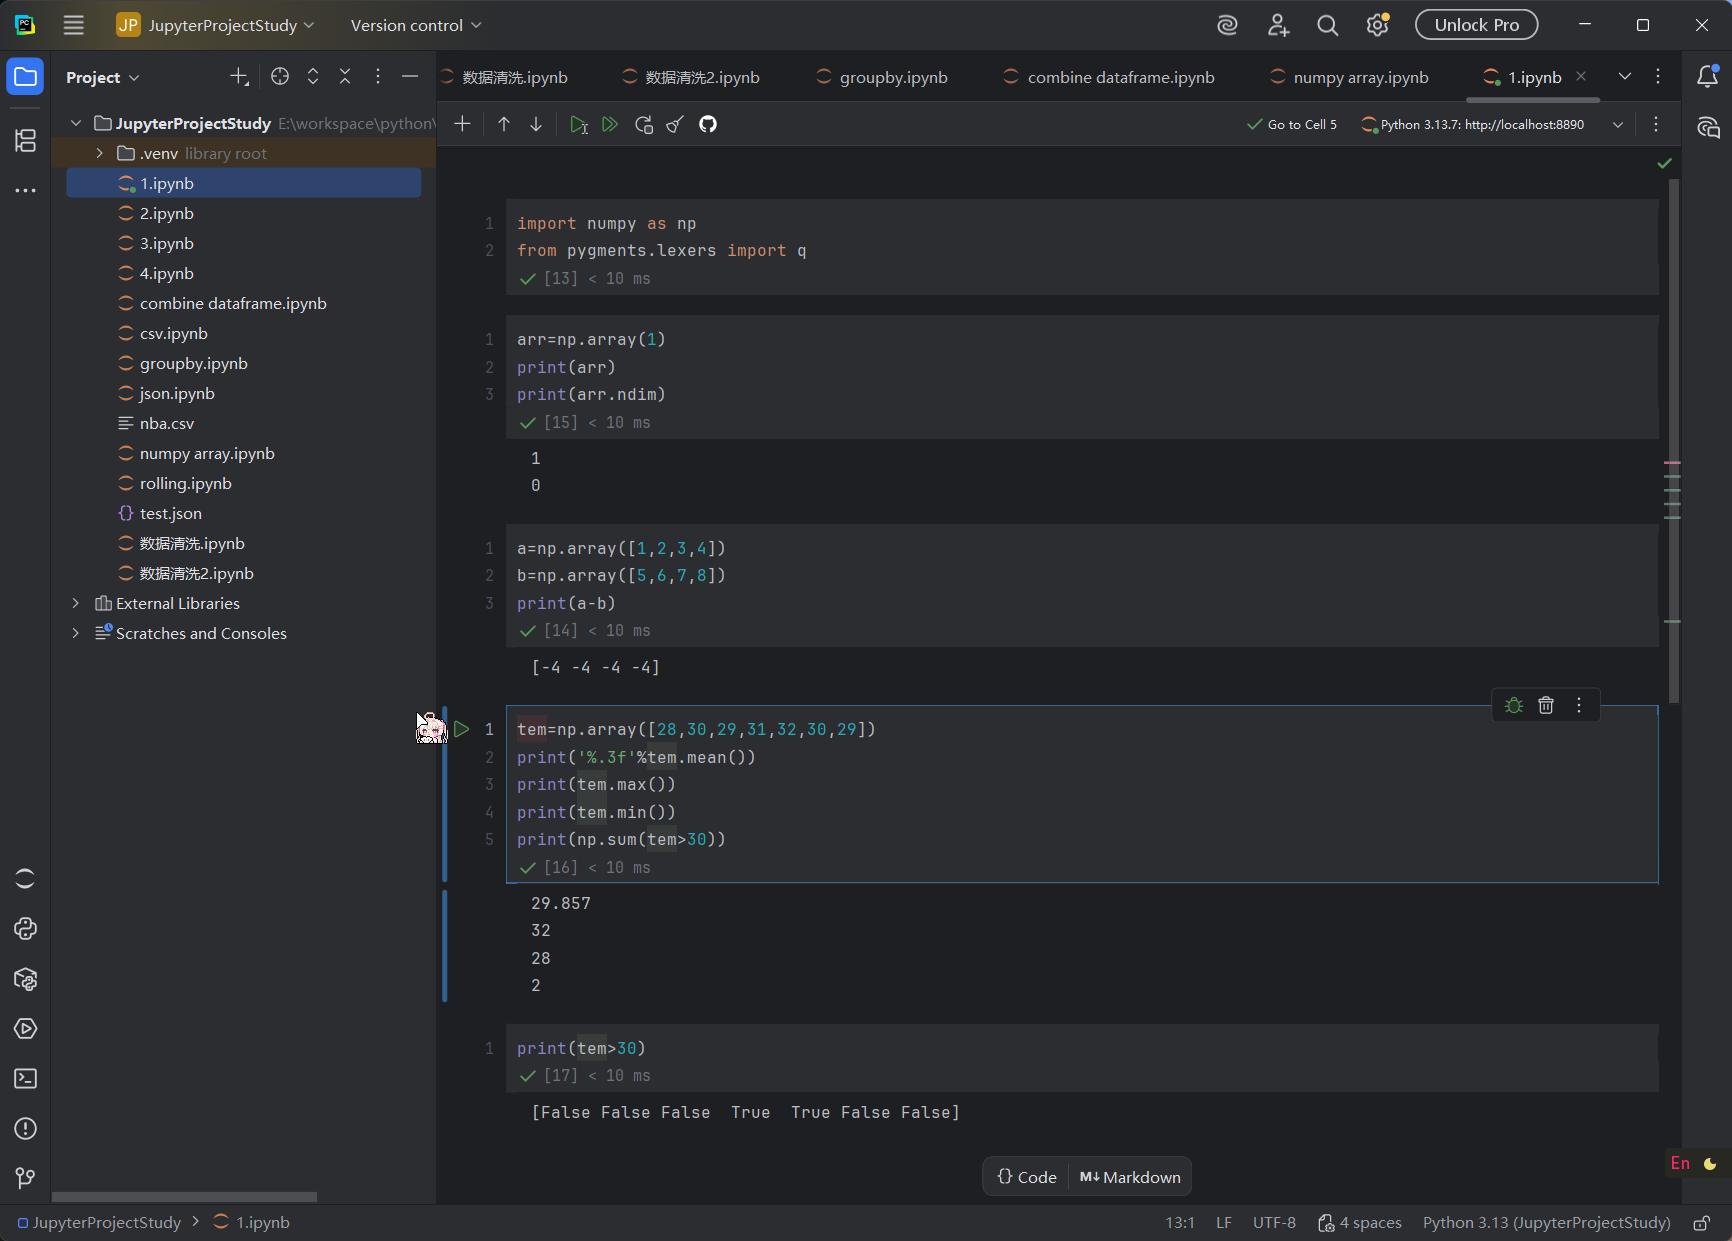 JP JupyterProjectStudy Version control Unlock Pro
Project
JupyterProjectStudy E:\workspace\python\
.venv library root
1.ipynb
2.ipynb
3.ipynb
4.ipynb
combine dataframe.ipynb
csv.ipynb
groupby.ipynb
json.ipynb
nba.csv
numpy array.ipynb
rolling.ipynb
test.json
数据清洗.ipynb
数据清洗2.ipynb
External Libraries
Scratches and Consoles
数据清洗.ipynb 数据清洗2.ipynb groupby.ipynb combine dataframe.ipynb numpy array.ipynb 1.ipynb
Go to Cell 5 Python 3.13.7: http://localhost:8890
1 import numpy as np
2 from pygments.lexers import q
[13] < 10 ms
1 arr=np.array(1)
2 print(arr)
3 print(arr.ndim)
[15] < 10 ms
1
0
1 a=np.array([1,2,3,4])
2 b=np.array([5,6,7,8])
3 print(a-b)
[14] < 10 ms
[-4 -4 -4 -4]
1 tem=np.array([28,30,29,31,32,30,29])
2 print('%.3f'%tem.mean())
3 print(tem.max())
4 print(tem.min())
5 print(np.sum(tem>30))
[16] < 10 ms
29.857
32
28
2
1 print(tem>30)
[17] < 10 ms
[False False False  True  True False False]
{} Code M↓ Markdown
En
JupyterProjectStudy > 1.ipynb 13:1 LF UTF-8 4 spaces Python 3.13 (JupyterProjectStudy)